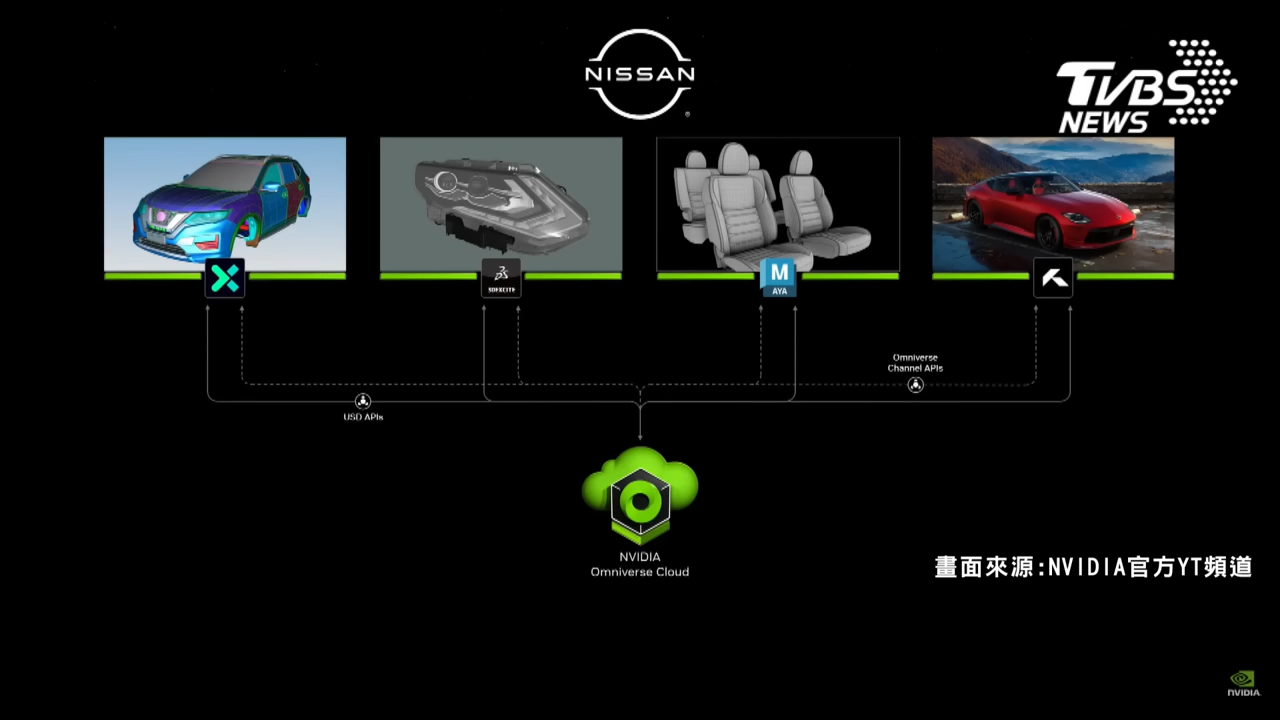 NISSAN
TVBS
NEWS
3DEXCITE
M
AYA
Omniverse
Channel APIs
USD APIs
NVIDIA
Omniverse Cloud
畫面來源:NVIDIA官方YT頻道
NVIDIA